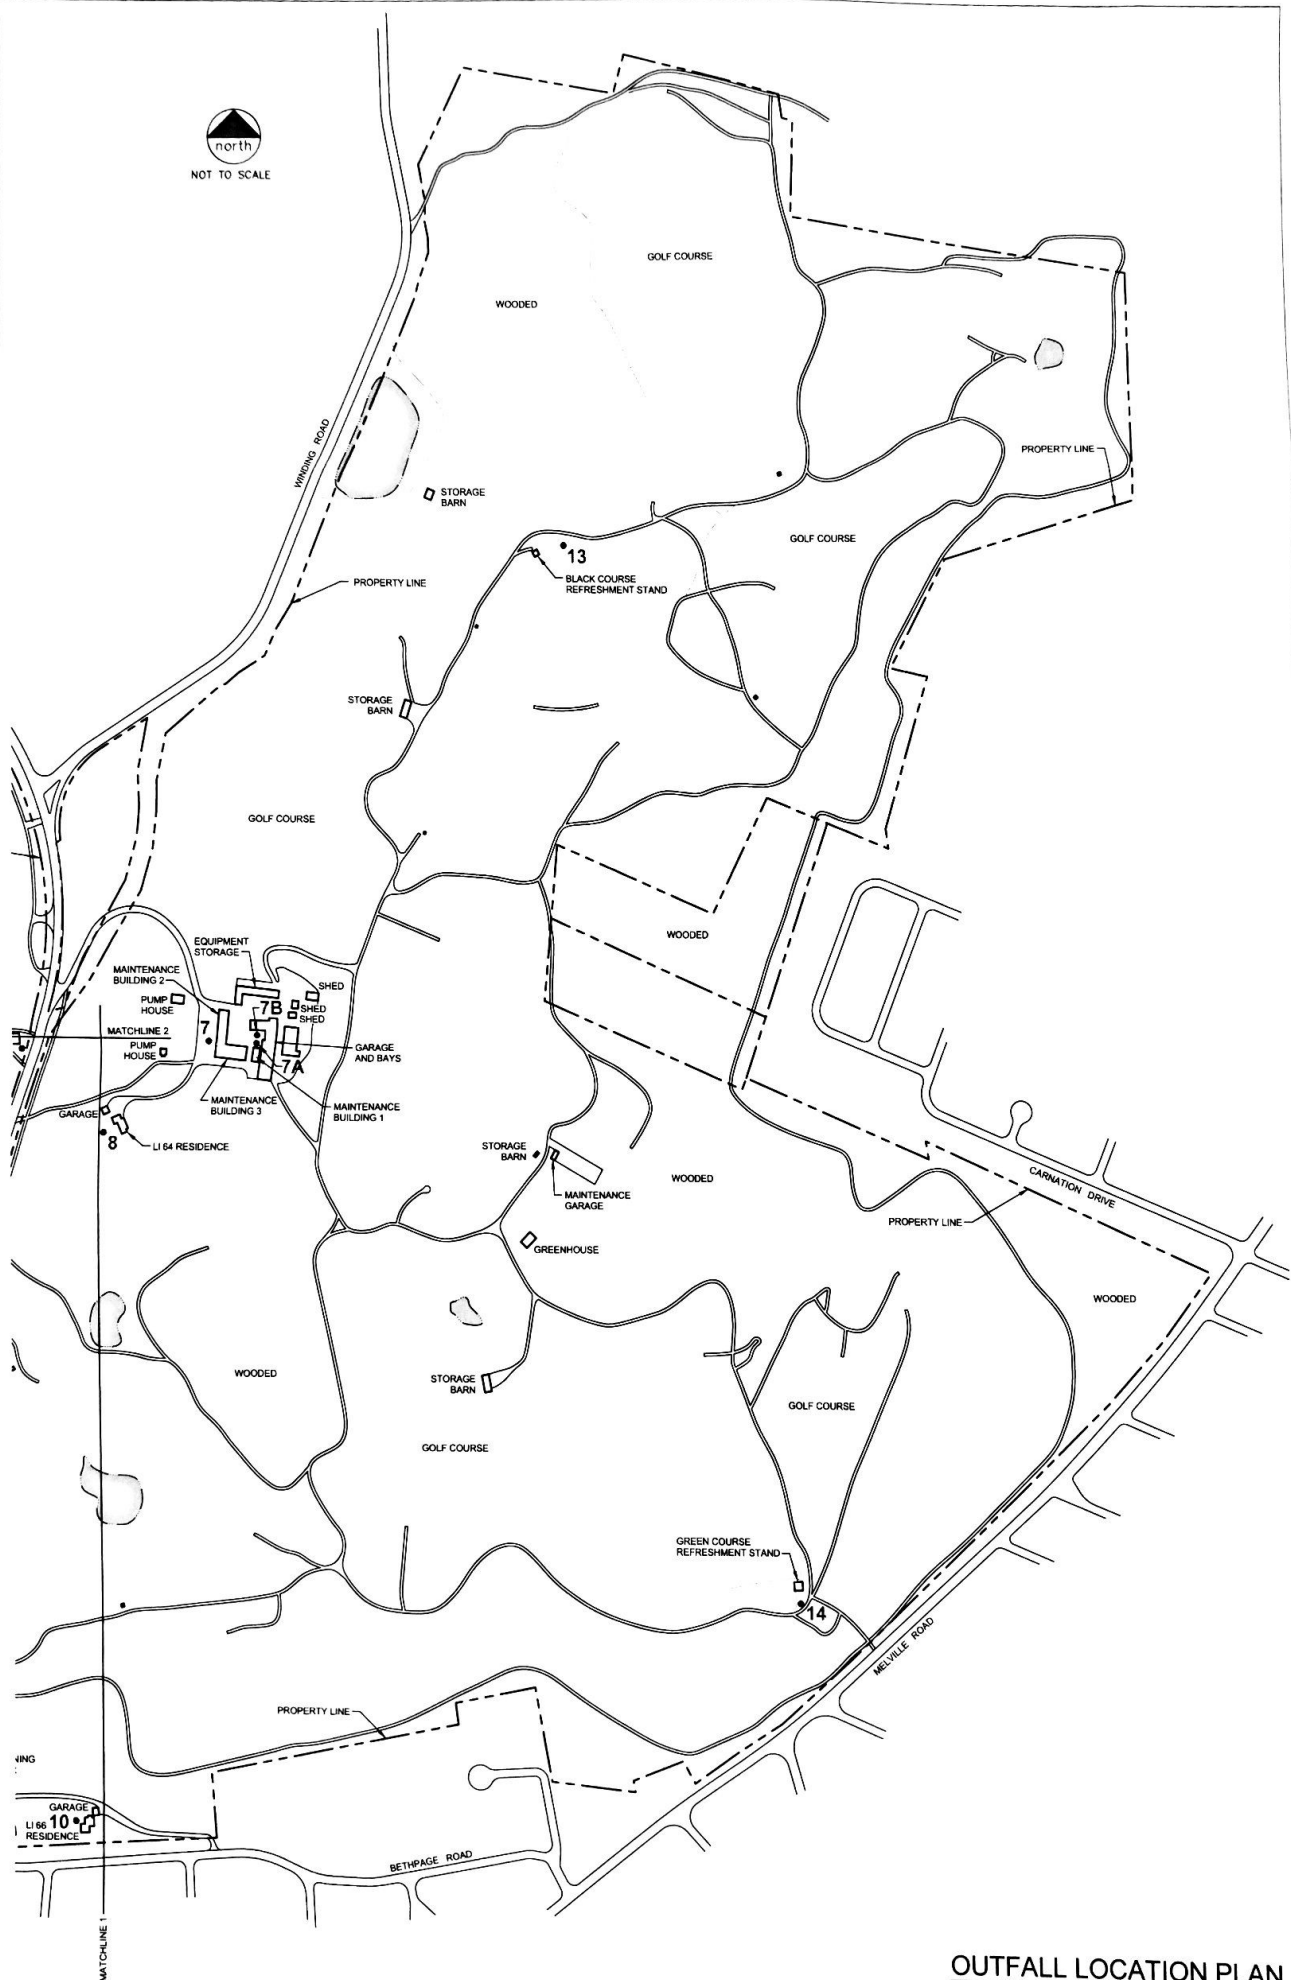 north
NOT TO SCALE
GOLF COURSE
WOODED
WINDING ROAD
PROPERTY LINE
STORAGE
BARN
GOLF COURSE
13
BLACK COURSE
REFRESHMENT STAND
PROPERTY LINE
STORAGE
BARN
GOLF COURSE
WOODED
EQUIPMENT
STORAGE
MAINTENANCE
BUILDING 2
SHED
PUMP
HOUSE
7B
SHED
SHED
7
MATCHLINE 2
PUMP
HOUSE
GARAGE
AND BAYS
7A
MAINTENANCE
BUILDING 3
MAINTENANCE
BUILDING 1
GARAGE
8
LI 64 RESIDENCE
STORAGE
BARN
WOODED
CARNATION DRIVE
MAINTENANCE
GARAGE
PROPERTY LINE
GREENHOUSE
WOODED
WOODED
STORAGE
BARN
GOLF COURSE
GOLF COURSE
GREEN COURSE
REFRESHMENT STAND
14
MELVILLE ROAD
PROPERTY LINE
NING
GARAGE
LI 66 10
RESIDENCE
BETHPAGE ROAD
MATCHLINE 1
OUTFALL LOCATION PLAN